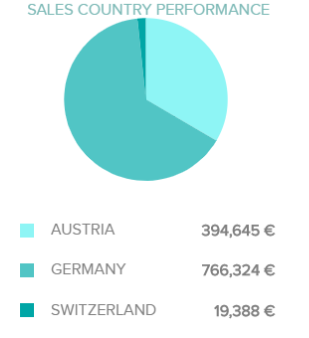 SALES COUNTRY PERFORMANCE
AUSTRIA 394,645 €
GERMANY 766,324 €
SWITZERLAND 19,388 €